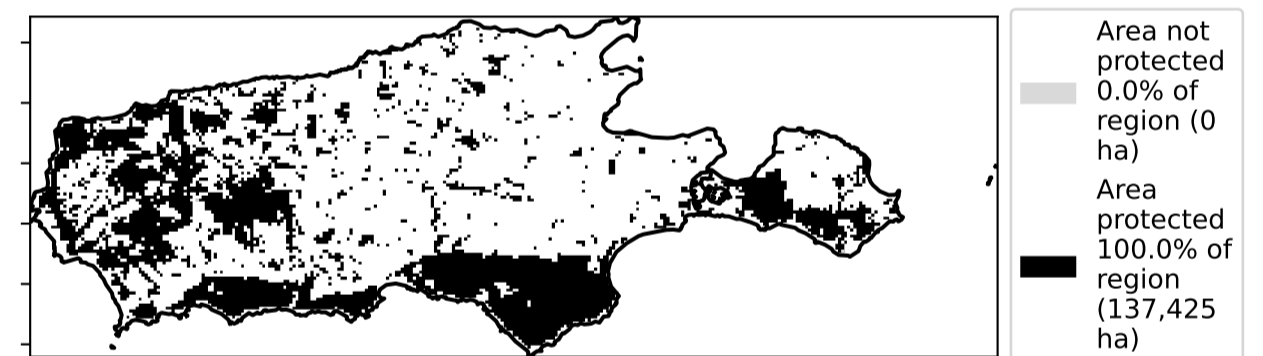 Area not
protected
0.0% of
region (0
ha)
Area
protected
100.0% of
region
(137,425
ha)